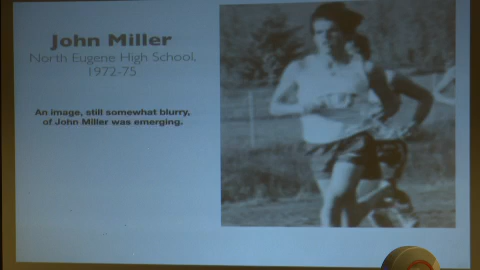 John Miller
North Eugene High School,
1972-75
An image, still somewhat blurry,
of John Miller was emerging.